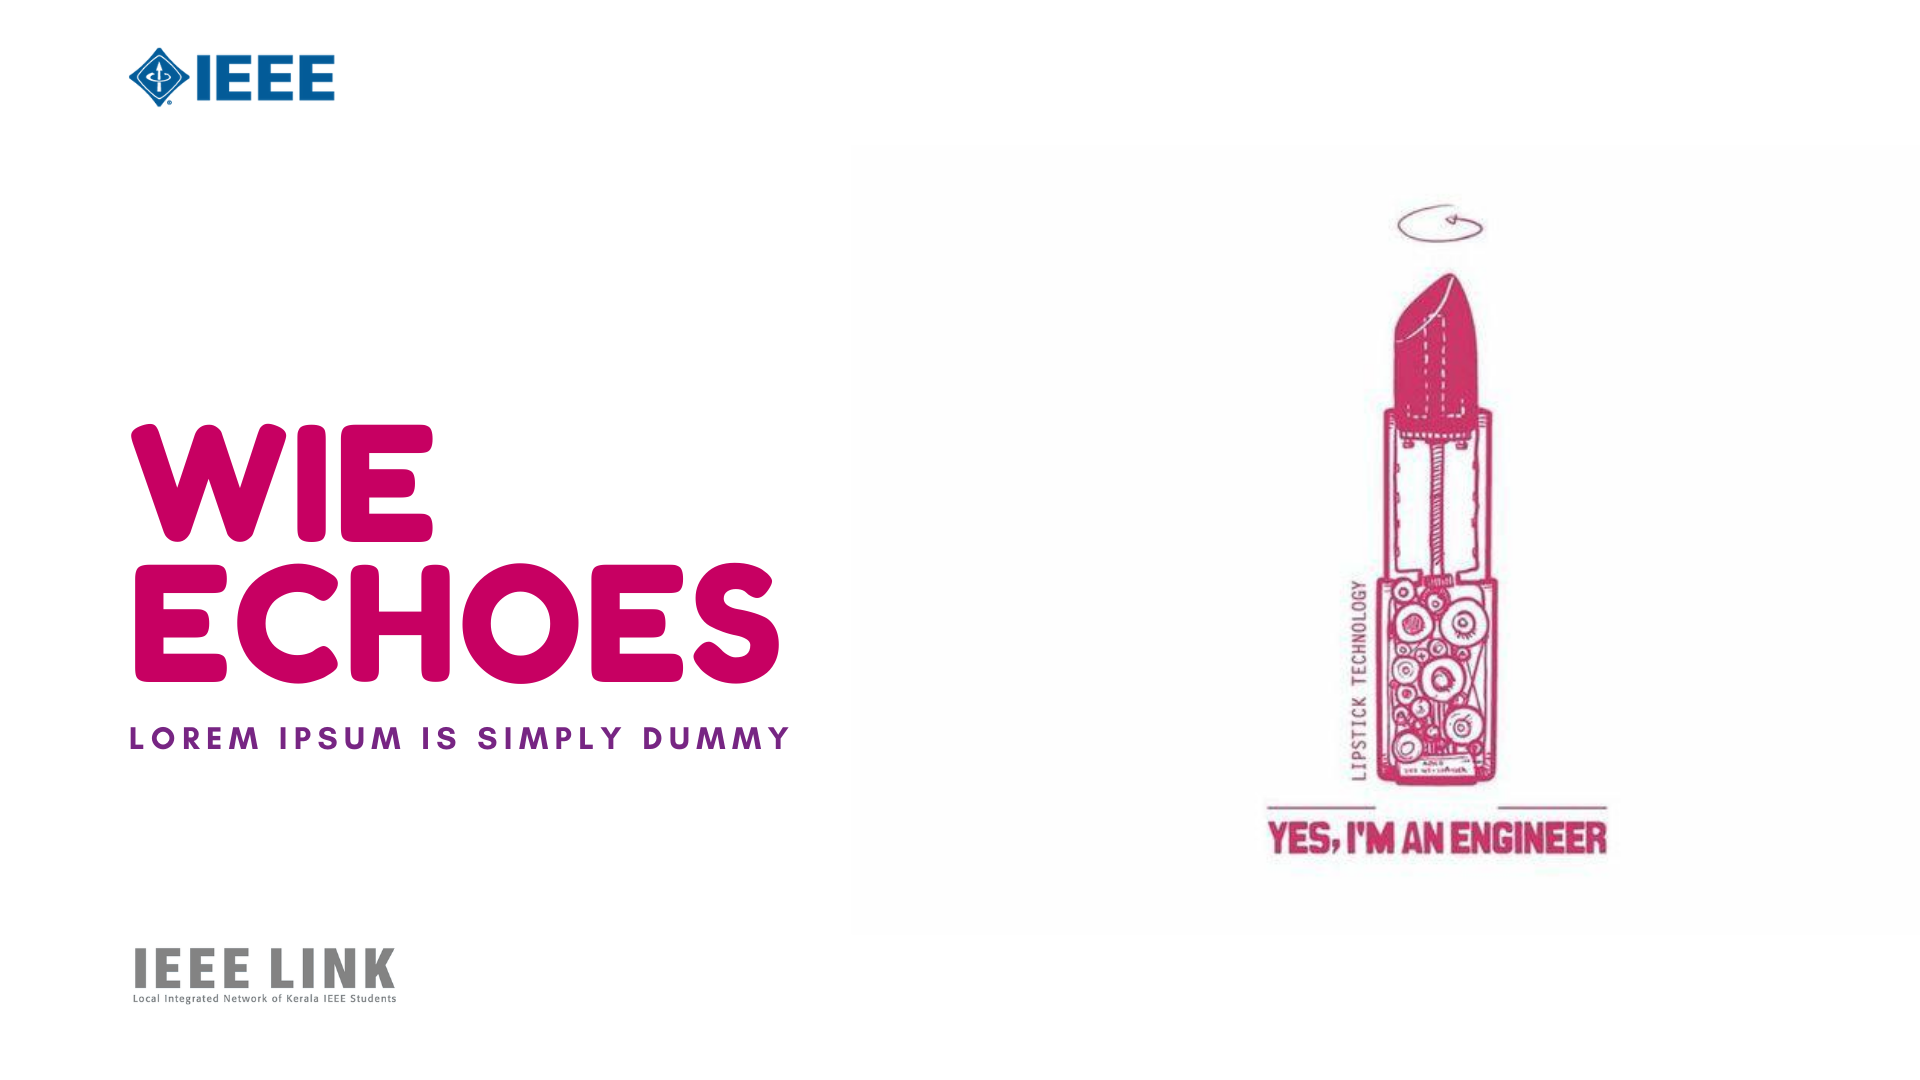 IEEE
WIE
ECHOES
LOREM IPSUM IS SIMPLY DUMMY
LIPSTICK TECHNOLOGY
YES, I'M AN ENGINEER
IEEE LINK
Local Integrated Network of Kerala IEEE Students